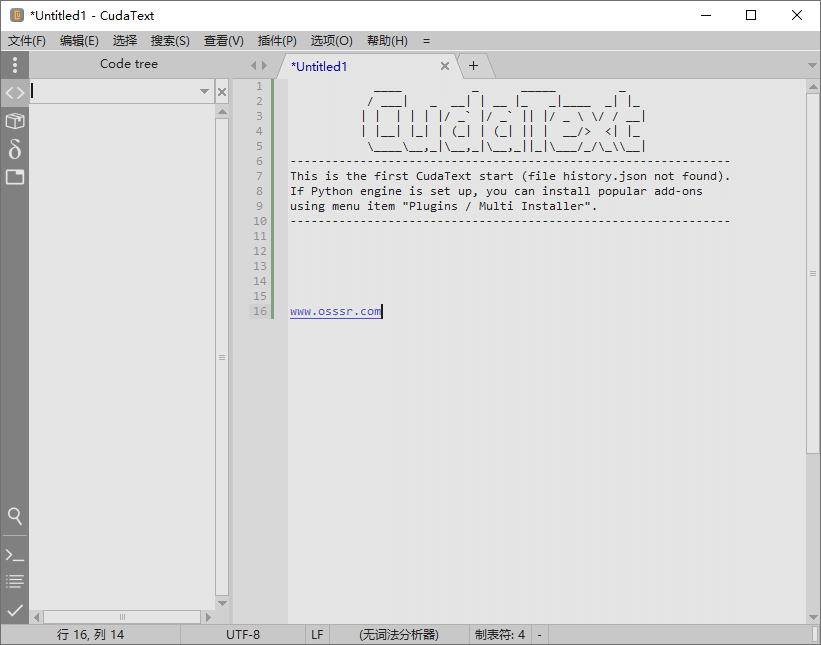 *Untitled1 - CudaText
文件(F) 编辑(E) 选择 搜索(S) 查看(V) 插件(P) 选项(O) 帮助(H) =
Code tree
*Untitled1
1
2
3
4
5
6
7 This is the first CudaText start (file history.json not found).
8 If Python engine is set up, you can install popular add-ons
9 using menu item "Plugins / Multi Installer".
10
11
12
13
14
15
16 www.osssr.com
行 16, 列 14 UTF-8 LF (无词法分析器) 制表符: 4 -